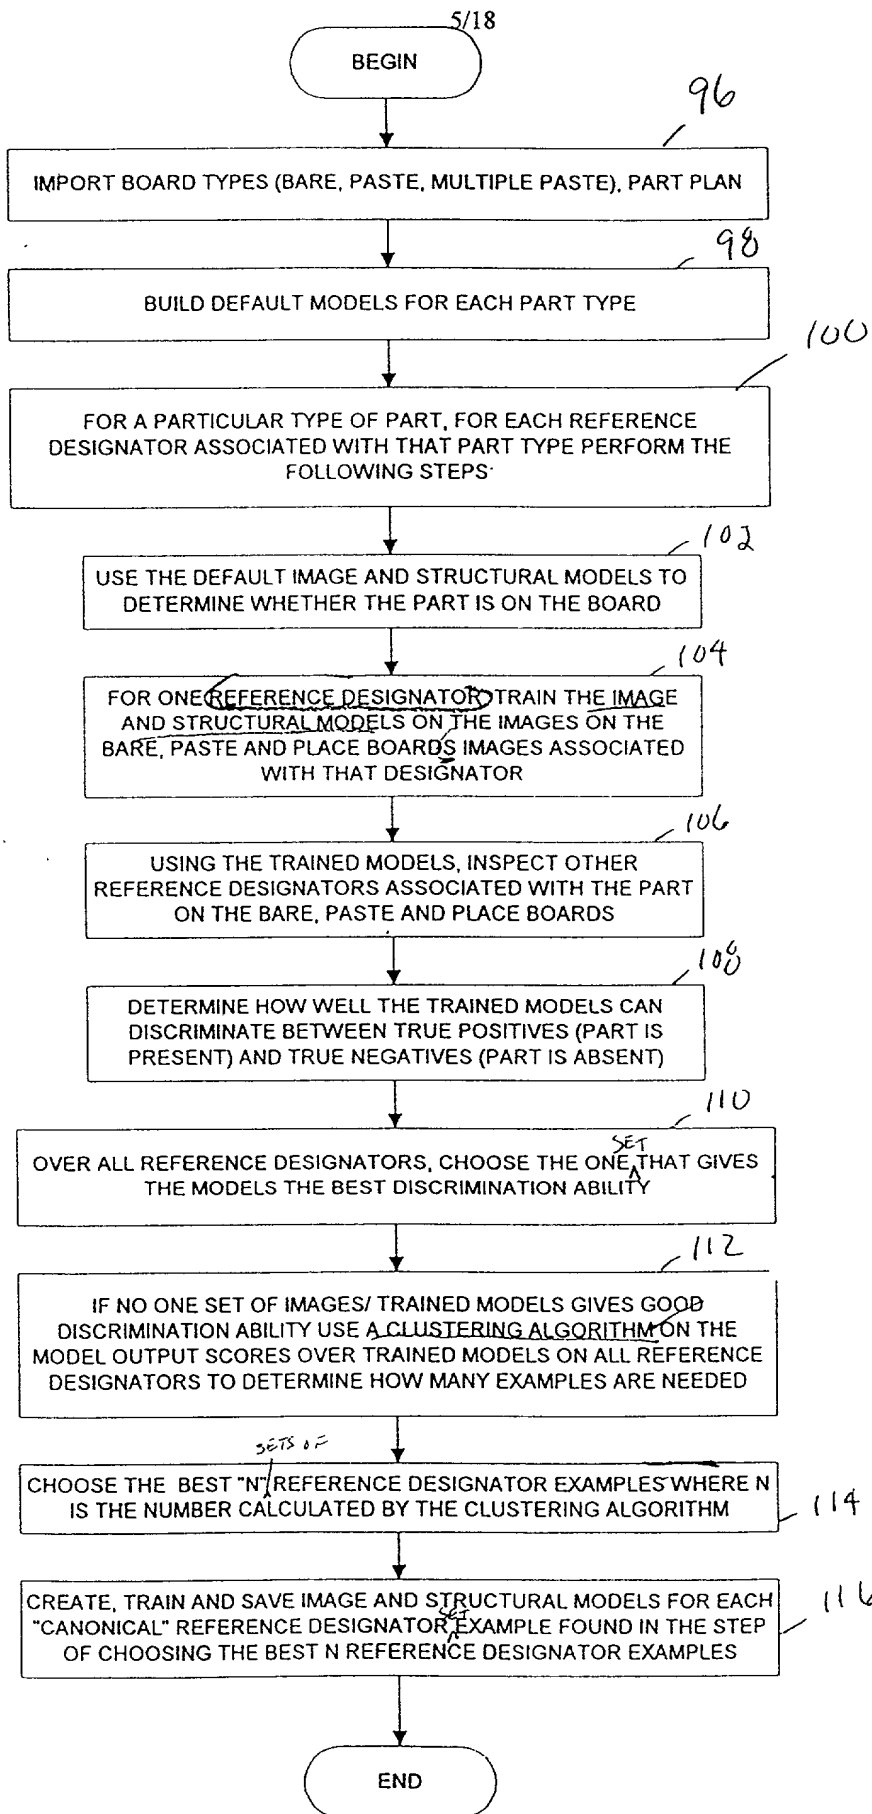 5/18
BEGIN
96
IMPORT BOARD TYPES (BARE, PASTE, MULTIPLE PASTE), PART PLAN
98
BUILD DEFAULT MODELS FOR EACH PART TYPE
100
FOR A PARTICULAR TYPE OF PART, FOR EACH REFERENCE
DESIGNATOR ASSOCIATED WITH THAT PART TYPE PERFORM THE
FOLLOWING STEPS
102
USE THE DEFAULT IMAGE AND STRUCTURAL MODELS TO
DETERMINE WHETHER THE PART IS ON THE BOARD
104
FOR ONE REFERENCE DESIGNATOR TRAIN THE IMAGE
AND STRUCTURAL MODELS ON THE IMAGES ON THE
BARE, PASTE AND PLACE BOARDS IMAGES ASSOCIATED
WITH THAT DESIGNATOR
106
USING THE TRAINED MODELS, INSPECT OTHER
REFERENCE DESIGNATORS ASSOCIATED WITH THE PART
ON THE BARE, PASTE AND PLACE BOARDS
108
DETERMINE HOW WELL THE TRAINED MODELS CAN
DISCRIMINATE BETWEEN TRUE POSITIVES (PART IS
PRESENT) AND TRUE NEGATIVES (PART IS ABSENT)
110
SET
OVER ALL REFERENCE DESIGNATORS, CHOOSE THE ONE THAT GIVES
THE MODELS THE BEST DISCRIMINATION ABILITY
112
IF NO ONE SET OF IMAGES/ TRAINED MODELS GIVES GOOD
DISCRIMINATION ABILITY USE A CLUSTERING ALGORITHM ON THE
MODEL OUTPUT SCORES OVER TRAINED MODELS ON ALL REFERENCE
DESIGNATORS TO DETERMINE HOW MANY EXAMPLES ARE NEEDED
SETS OF
CHOOSE THE BEST "N" REFERENCE DESIGNATOR EXAMPLES WHERE N
IS THE NUMBER CALCULATED BY THE CLUSTERING ALGORITHM
114
CREATE, TRAIN AND SAVE IMAGE AND STRUCTURAL MODELS FOR EACH
116
SET
"CANONICAL" REFERENCE DESIGNATOR EXAMPLE FOUND IN THE STEP
OF CHOOSING THE BEST N REFERENCE DESIGNATOR EXAMPLES
END